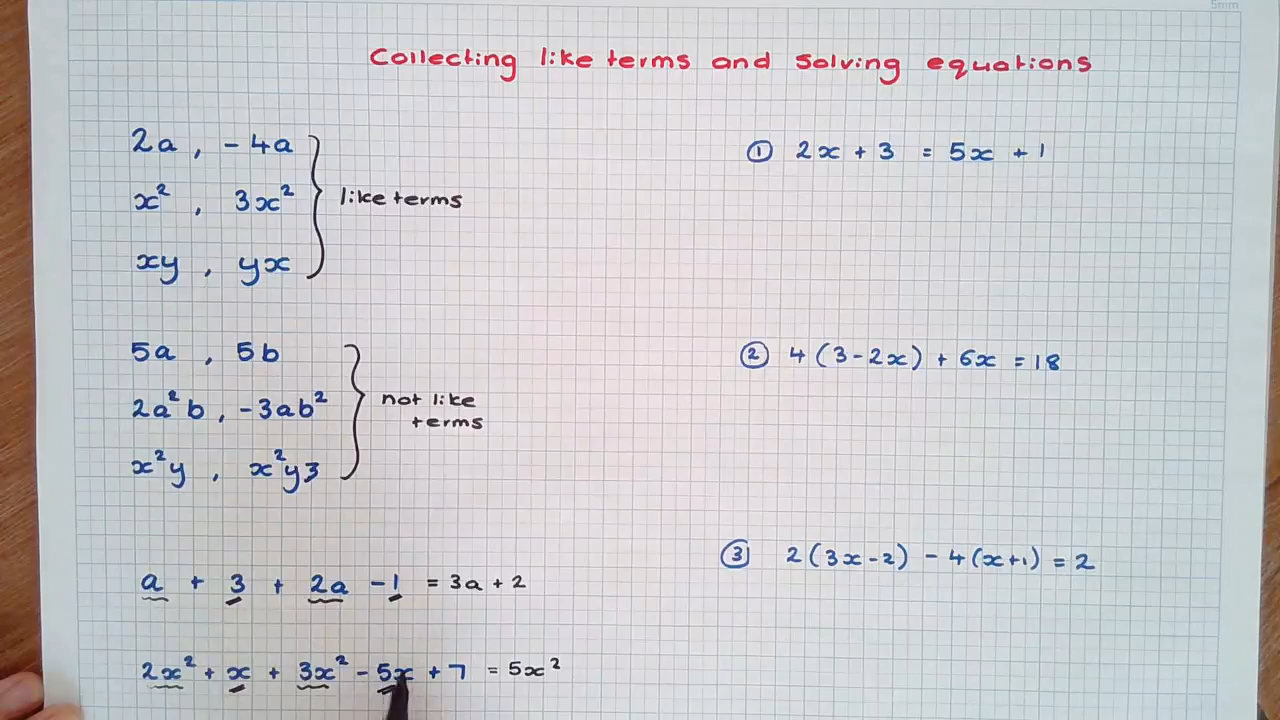 5mm
Collecting like terms and solving equations
2a , - 4a
x² , 3x²
xy , yx
like terms
5a , 5b
2a²b , -3ab²
x²y , x²y3
not like
terms
a + 3 + 2a - 1 = 3a + 2
2x² + x + 3x² - 5x + 7 = 5x²
① 2x + 3 = 5x + 1
② 4(3-2x) + 6x = 18
③ 2(3x-2) - 4(x+1) = 2